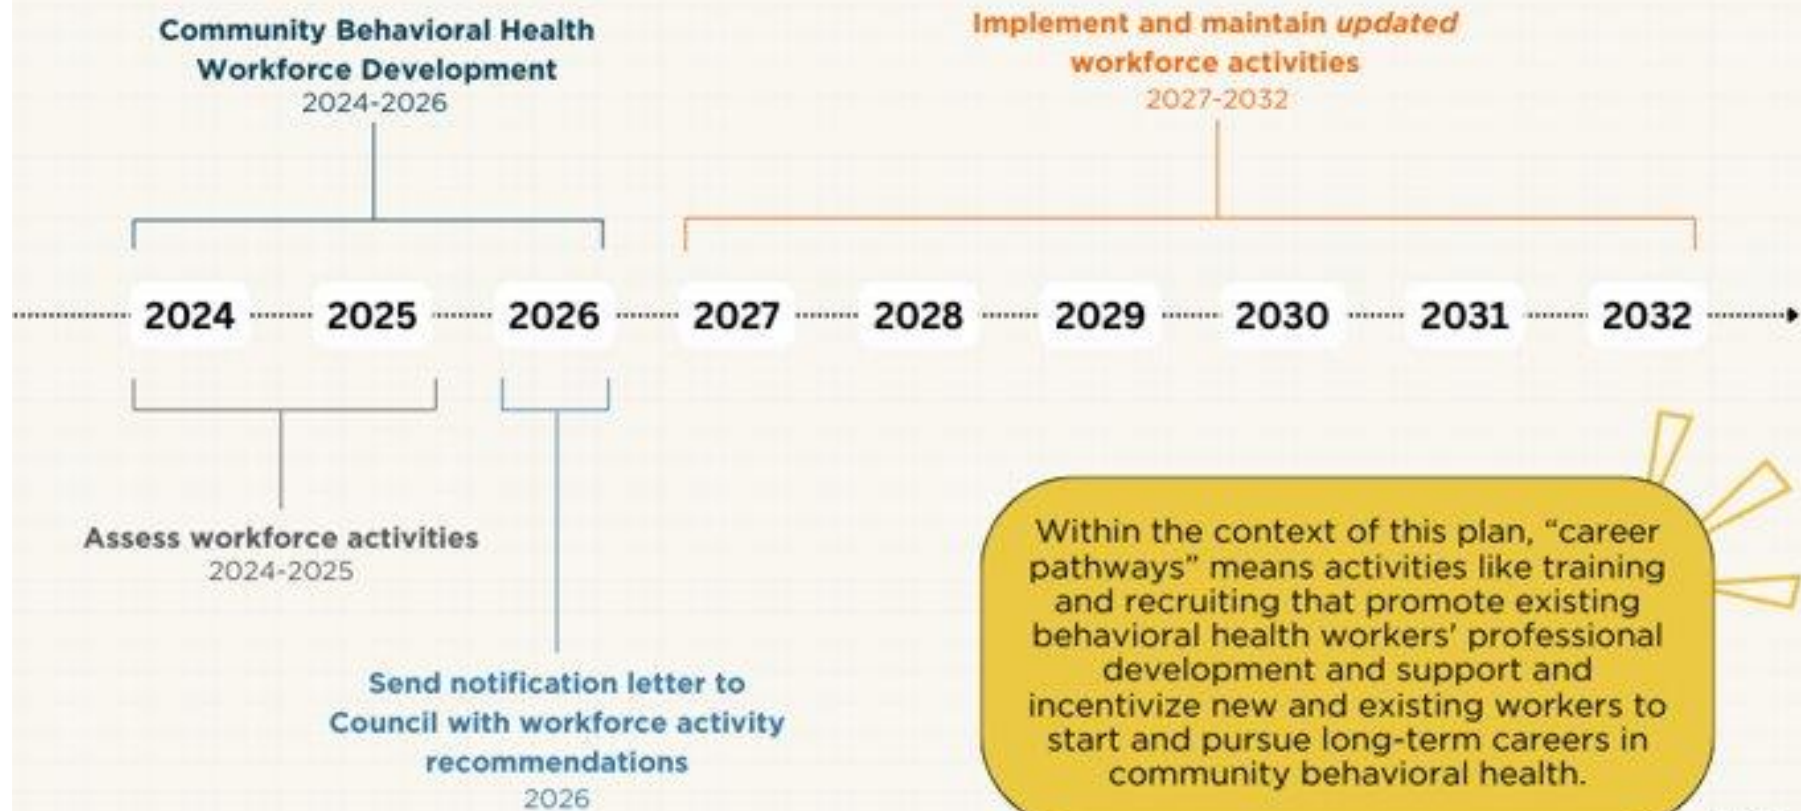 Community Behavioral Health
Workforce Development
2024-2026
Implement and maintain updated
workforce activities
2027-2032
2024
2025
2026
2027
2028
2029
2030
2031
2032
Assess workforce activities
2024-2025
Send notification letter to
Council with workforce activity
recommendations
2026
Within the context of this plan, “career
pathways” means activities like training
and recruiting that promote existing
behavioral health workers' professional
development and support and
incentivize new and existing workers to
start and pursue long-term careers in
community behavioral health.